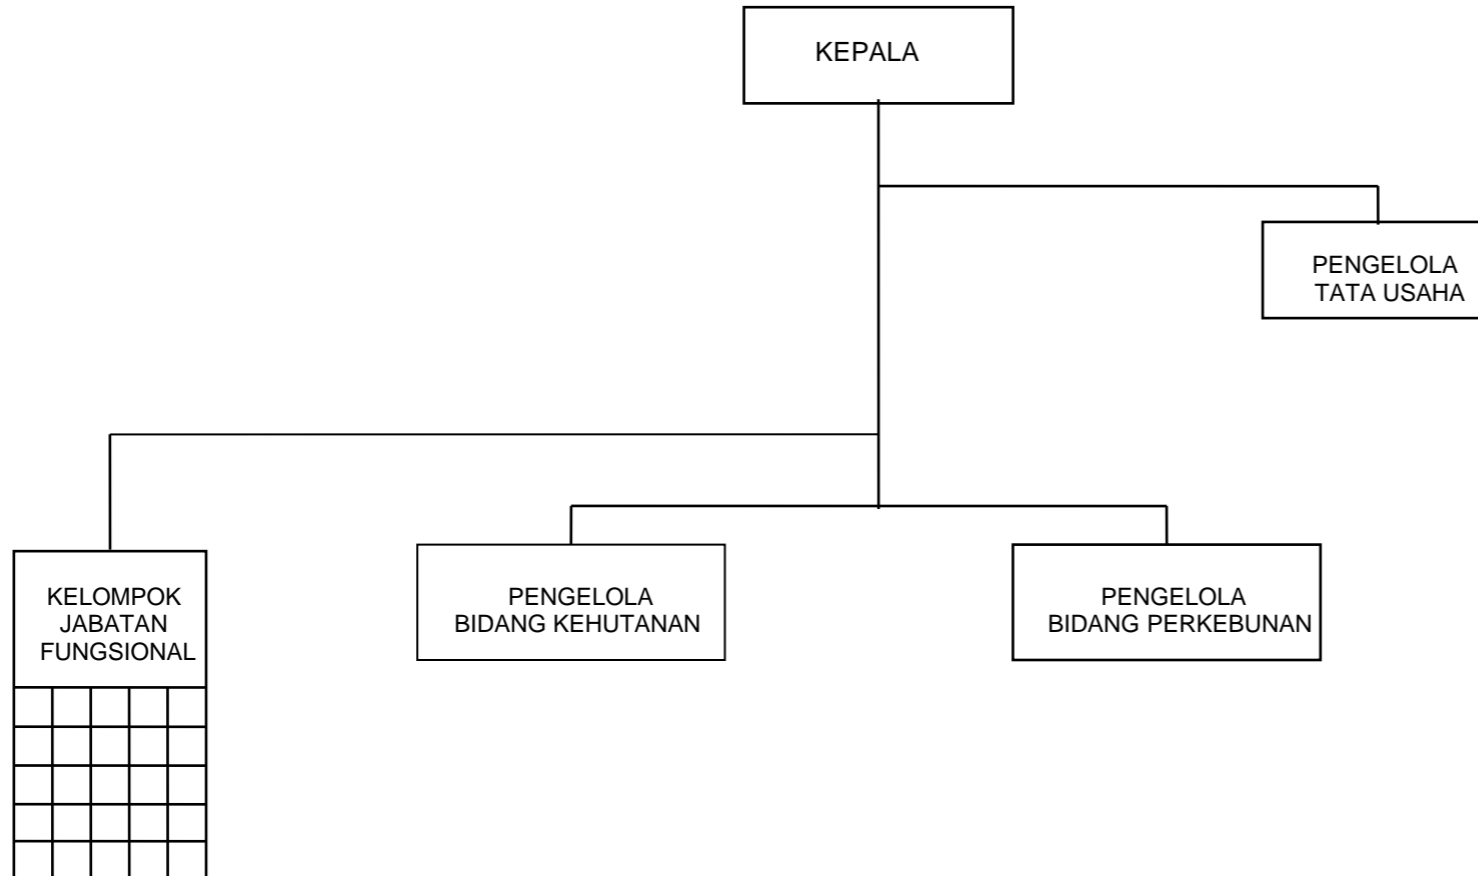 KEPALA
PENGELOLA
TATA USAHA
KELOMPOK
JABATAN
FUNGSIONAL
PENGELOLA
BIDANG KEHUTANAN
PENGELOLA
BIDANG PERKEBUNAN